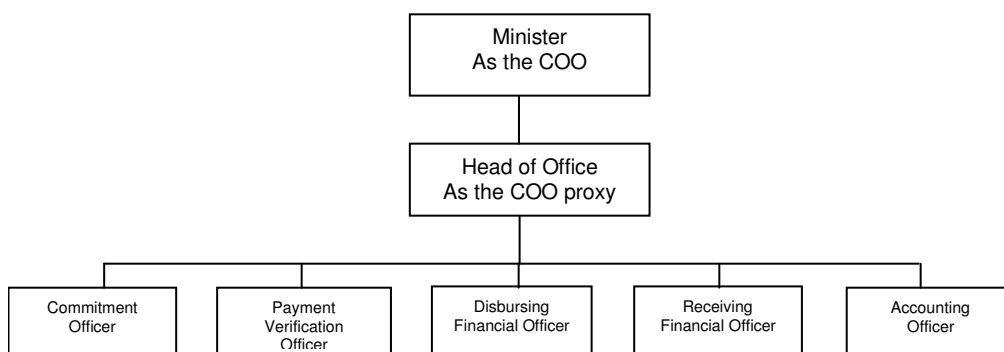 Minister
As the COO
Head of Office
As the COO proxy
Commitment
Officer
Payment
Verification
Officer
Disbursing
Financial Officer
Receiving
Financial Officer
Accounting
Officer